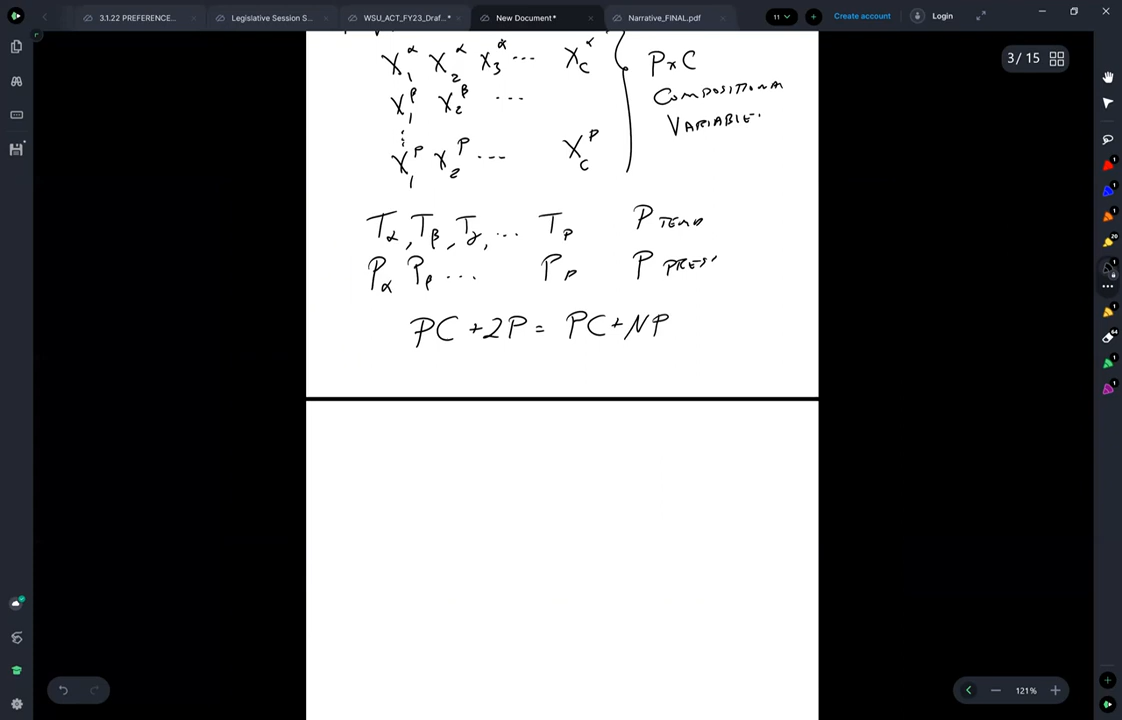 3.1.22 PREFERENCE... Legislative Session S... WSU_ACT_FY23_Draf...* New Document* Narrative_FINAL.pdf 11 Create account Login
3 / 15
X₁^α X₂^α X₃^α ... X_C^α P x C
COMPOSITIONAL
X₁^β X₂^β ...
VARIABLES
⋮
X₁^P X₂^P ... X_C^P
T_α, T_β, T_γ, ... T_P P TEMP
P_α P_β ... P_P P PRES
PC + 2P = PC + NP
121%